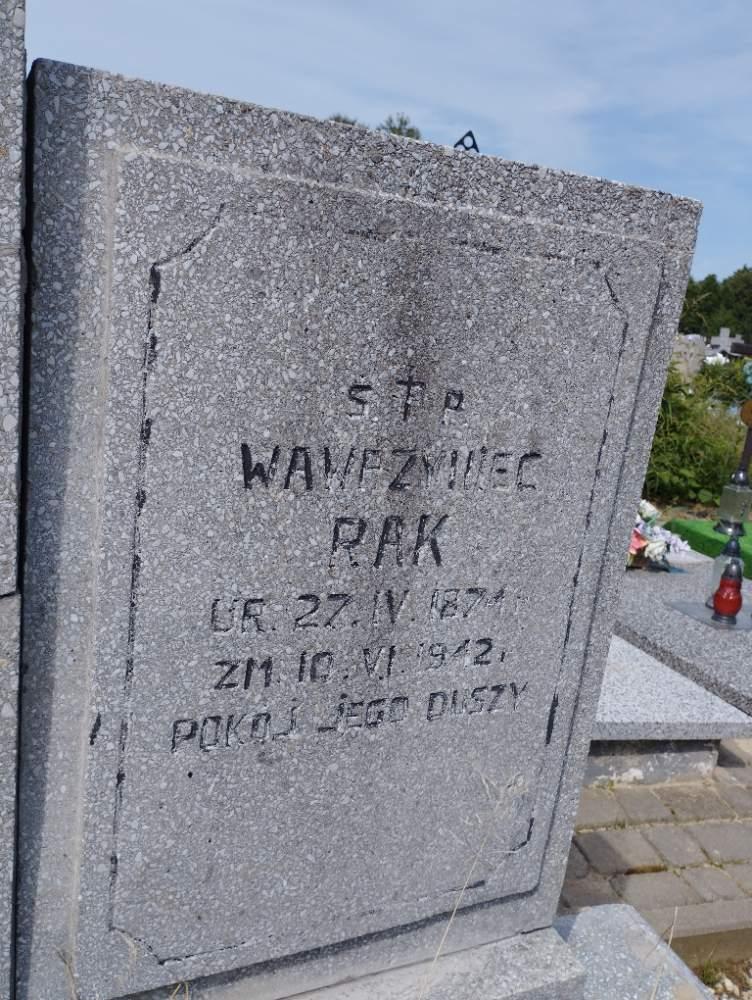 Ś. † P.
WAWRZYNIEC
RAK
UR. 27. IV. 1874 r.
ZM. 10. VI. 1942 r.
POKÓJ JEGO DUSZY